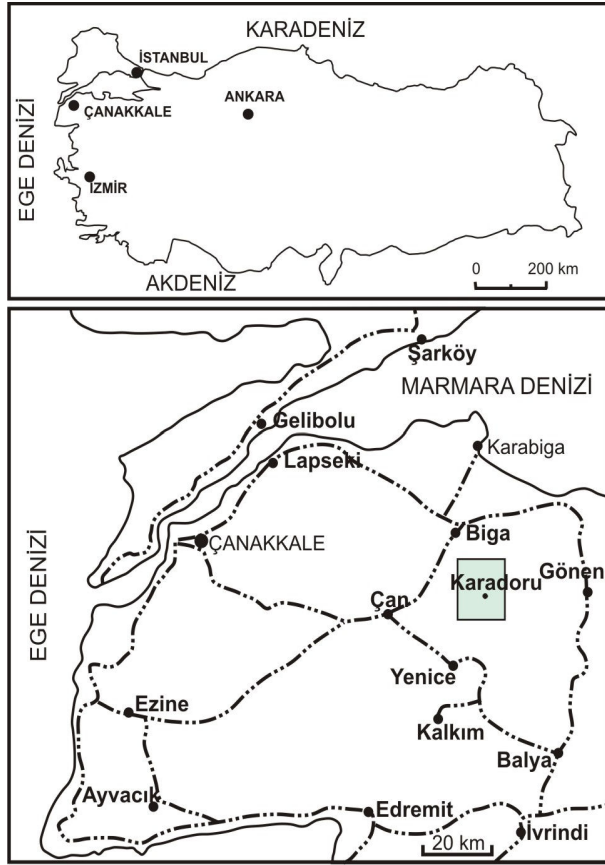 KARADENİZ
İSTANBUL
ÇANAKKALE
ANKARA
EGE DENİZİ
İZMİR
AKDENİZ
0 200 km
Şarköy
MARMARA DENİZİ
Gelibolu
Karabiga
Lapseki
Biga
ÇANAKKALE
Gönen
Karadoru
EGE DENİZİ
Çan
Yenice
Ezine
Kalkım
Balya
Ayvacık
Edremit
20 km
İvrindi